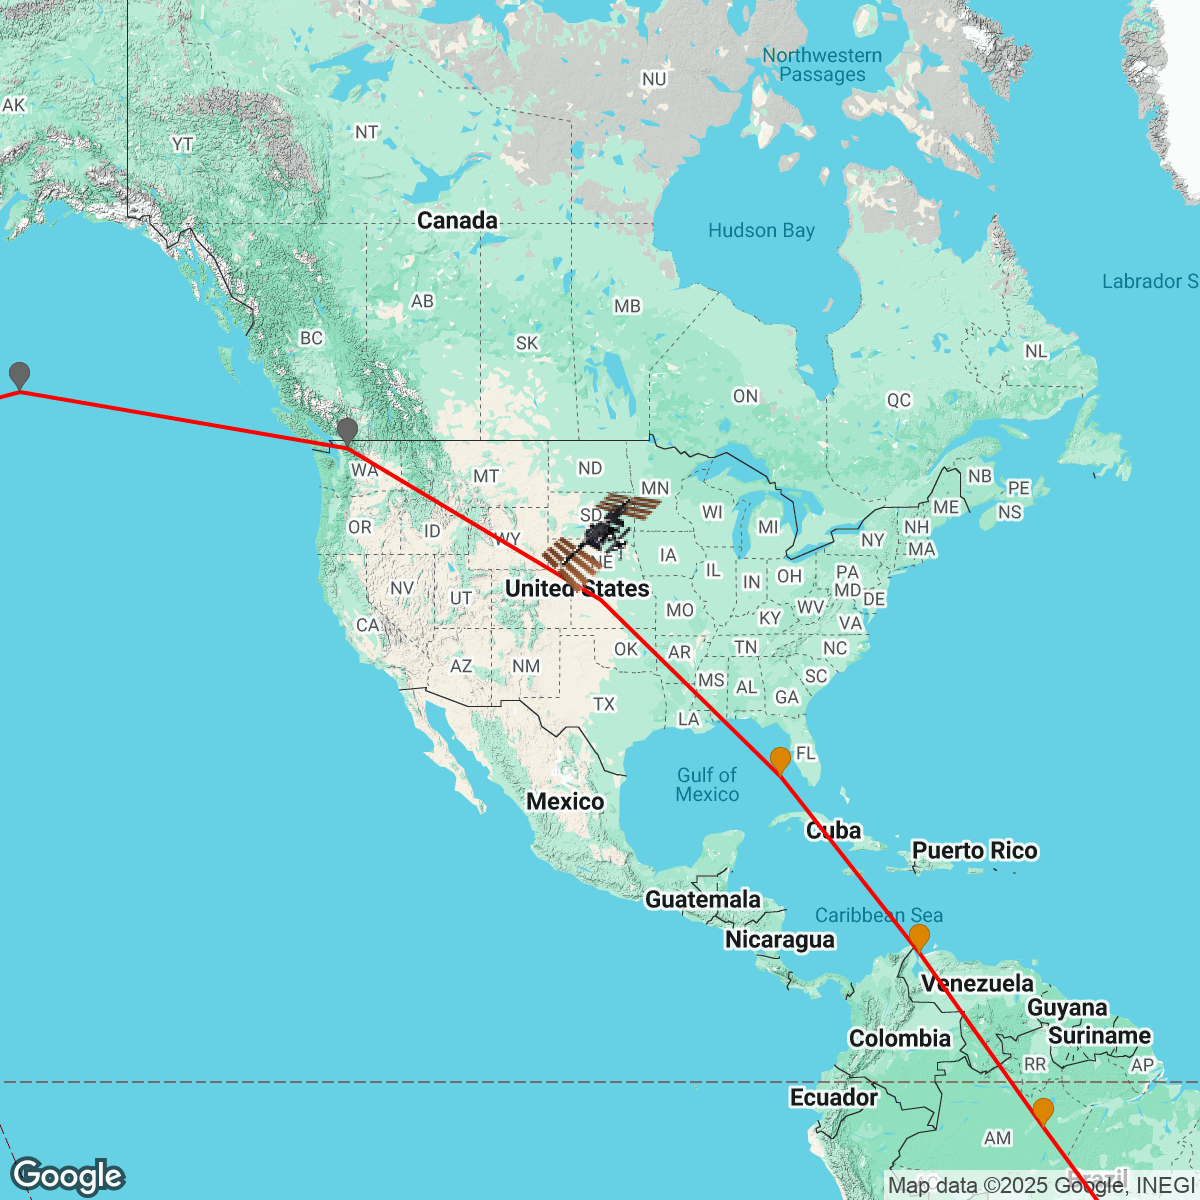 Northwestern
Passages
NU
AK
NT
YT
Canada
Hudson Bay
Labrador S
AB
MB
BC
SK
NL
ON
QC
WA
MT
ND
MN
NB
PE
NS
ME
OR
ID
SD
WI
MI
NH
NY
MA
WY
NE
IA
IL
IN
OH
PA
MD
DE
NV
UT
United States
MO
KY
WV
VA
CA
OK
AR
TN
NC
AZ
NM
MS
AL
SC
GA
TX
LA
FL
Gulf of
Mexico
Mexico
Cuba
Puerto Rico
Guatemala
Caribbean Sea
Nicaragua
Venezuela
Guyana
Colombia
Suriname
RR
AP
Ecuador
AM
Brazil
Google
Map data ©2025 Google, INEGI